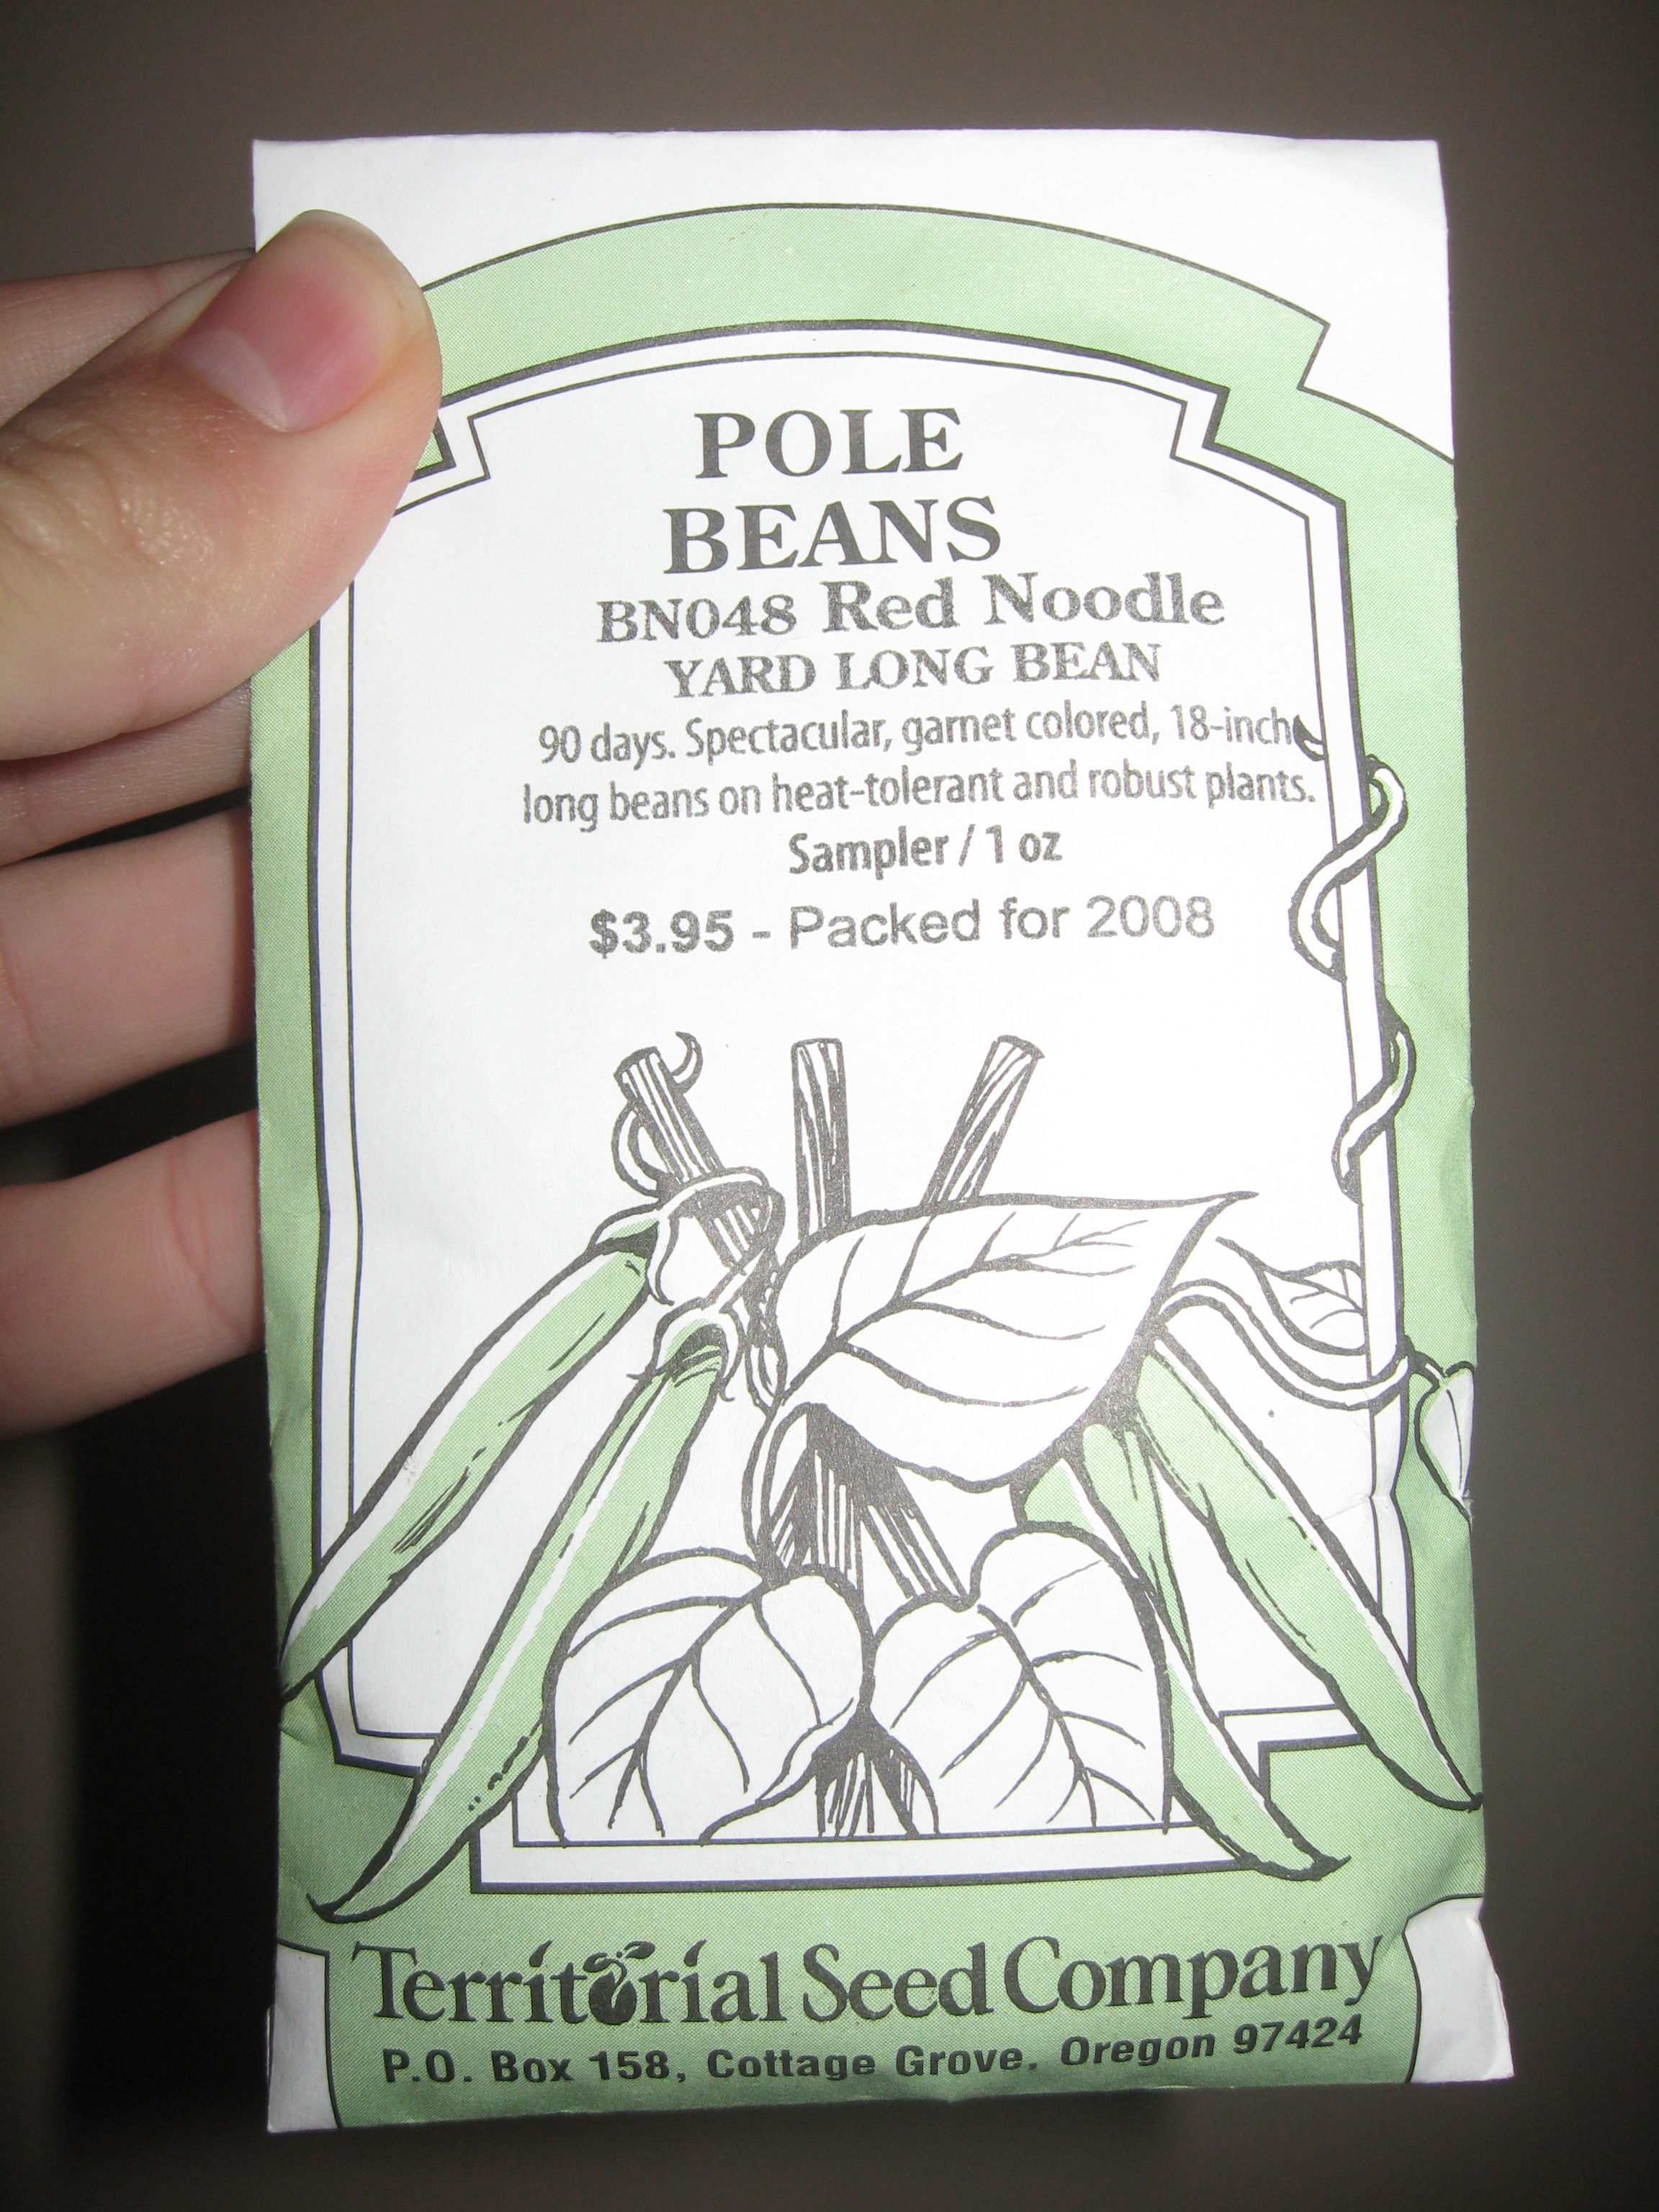 POLE
BEANS
BN048 Red Noodle
YARD LONG BEAN
90 days. Spectacular, garnet colored, 18-inch
long beans on heat-tolerant and robust plants.
Sampler / 1 oz
$3.95 - Packed for 2008
Territorial Seed Company
P.O. Box 158, Cottage Grove, Oregon 97424